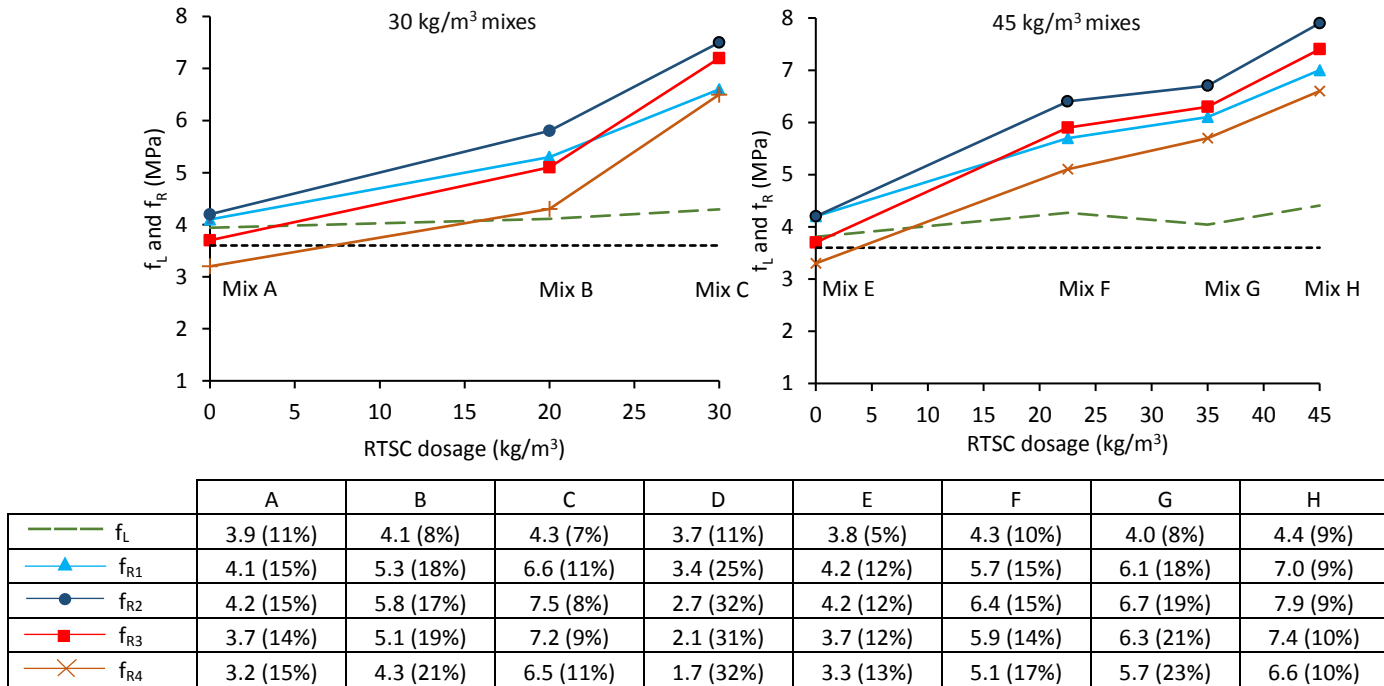 30 kg/m³ mixes
8
7
6
5
4
3
2
1
f_L and f_R (MPa)
Mix A
Mix B
Mix C
0
5
10
15
20
25
30
RTSC dosage (kg/m³)
45 kg/m³ mixes
8
7
6
5
4
3
2
1
f_L and f_R (MPa)
Mix E
Mix F
Mix G
Mix H
0
5
10
15
20
25
30
35
40
45
RTSC dosage (kg/m³)
A B C D E F G H
f_L 3.9 (11%) 4.1 (8%) 4.3 (7%) 3.7 (11%) 3.8 (5%) 4.3 (10%) 4.0 (8%) 4.4 (9%)
f_R1 4.1 (15%) 5.3 (18%) 6.6 (11%) 3.4 (25%) 4.2 (12%) 5.7 (15%) 6.1 (18%) 7.0 (9%)
f_R2 4.2 (15%) 5.8 (17%) 7.5 (8%) 2.7 (32%) 4.2 (12%) 6.4 (15%) 6.7 (19%) 7.9 (9%)
f_R3 3.7 (14%) 5.1 (19%) 7.2 (9%) 2.1 (31%) 3.7 (12%) 5.9 (14%) 6.3 (21%) 7.4 (10%)
f_R4 3.2 (15%) 4.3 (21%) 6.5 (11%) 1.7 (32%) 3.3 (13%) 5.1 (17%) 5.7 (23%) 6.6 (10%)